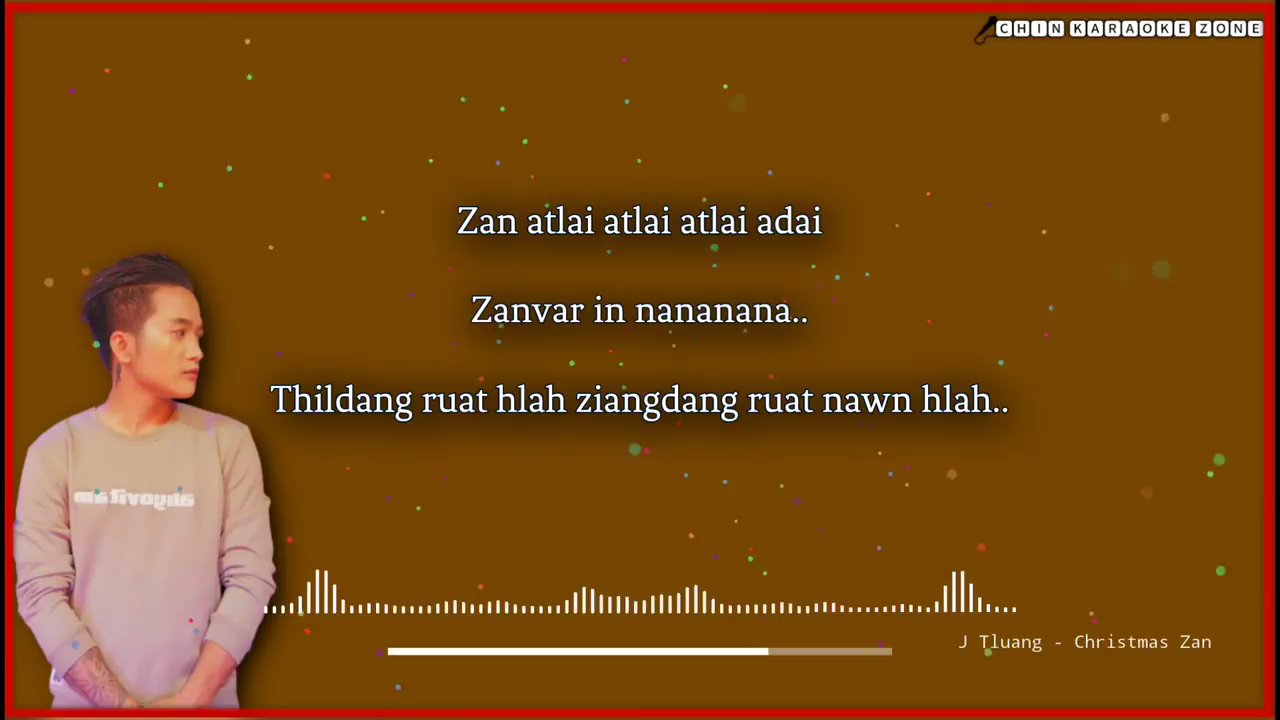 CHIN KARAOKE ZONE
Zan atlai atlai atlai adai
Zanvar in nananana..
Thildang ruat hlah ziangdang ruat nawn hlah..
J Tluang - Christmas Zan